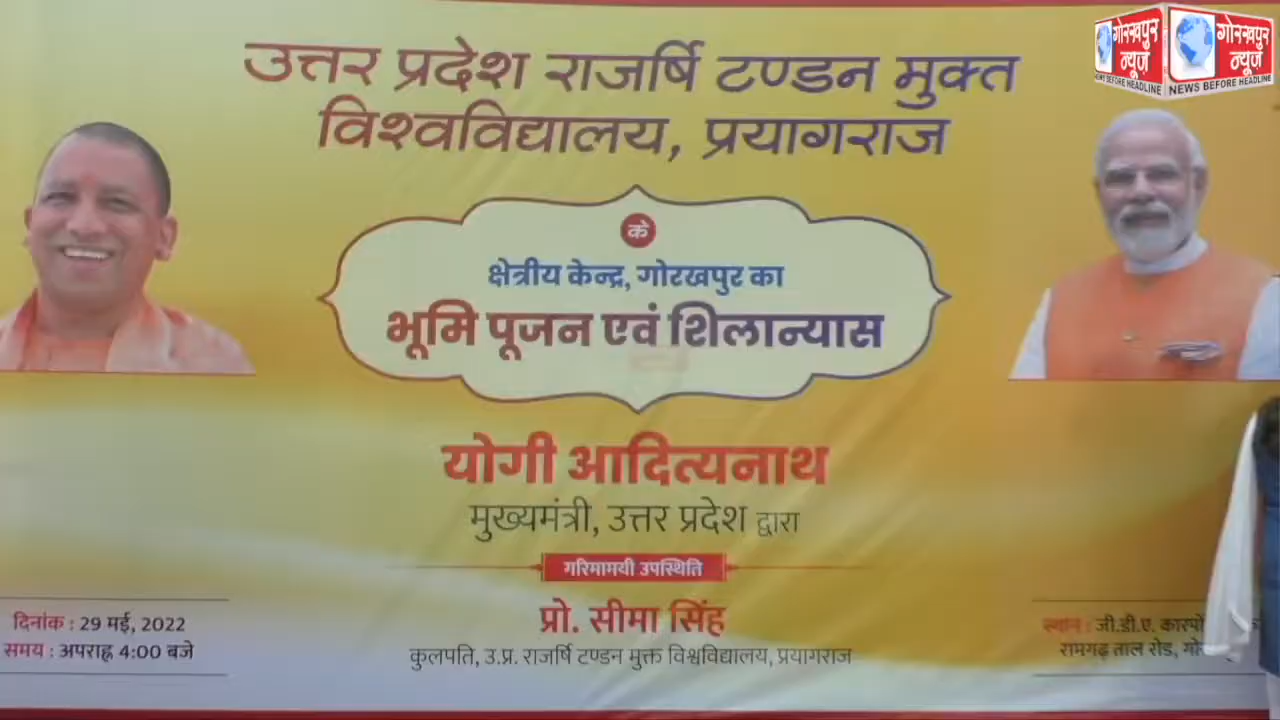 गोरखपुर
न्यूज
NEWS BEFORE HEADLINE
गोरखपुर
न्यूज
NEWS BEFORE HEADLINE
उत्तर प्रदेश राजर्षि टण्डन मुक्त
विश्वविद्यालय, प्रयागराज
के
क्षेत्रीय केन्द्र, गोरखपुर का
भूमि पूजन एवं शिलान्यास
योगी आदित्यनाथ
मुख्यमंत्री, उत्तर प्रदेश द्वारा
गरिमामयी उपस्थिति
प्रो. सीमा सिंह
कुलपति, उ.प्र. राजर्षि टण्डन मुक्त विश्वविद्यालय, प्रयागराज
दिनांक : 29 मई, 2022
समय : अपराह्न 4:00 बजे
स्थान : जी.डी.ए.
रामगढ़ ताल रोड,